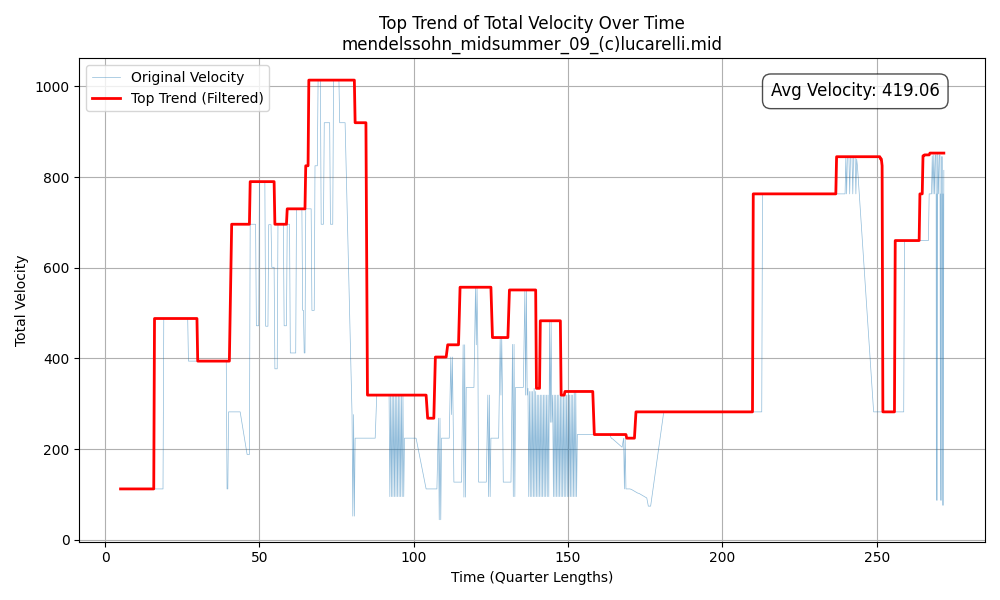 Top Trend of Total Velocity Over Time
mendelssohn_midsummer_09_(c)lucarelli.mid
Original Velocity
Top Trend (Filtered)
Avg Velocity: 419.06
Total Velocity
1000
800
600
400
200
0
0 50 100 150 200 250
Time (Quarter Lengths)